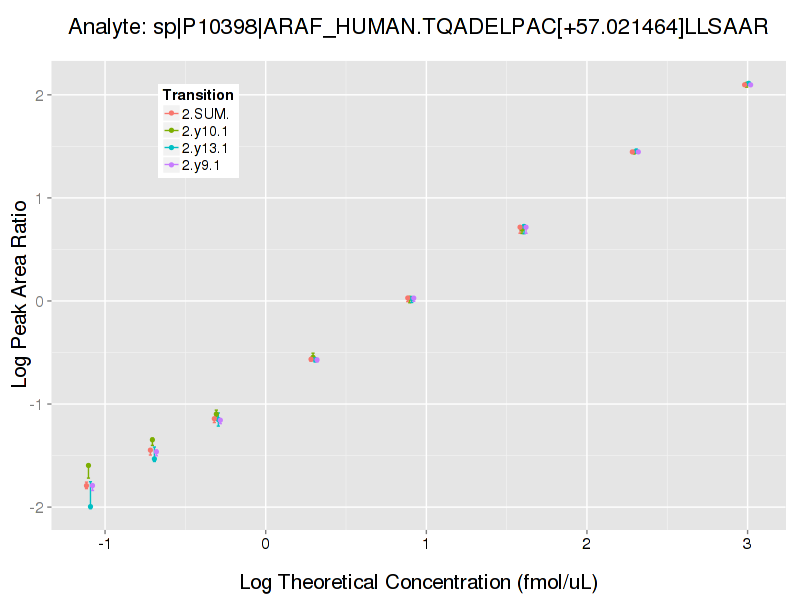 Analyte: sp|P10398|ARAF_HUMAN.TQADELPAC[+57.021464]LLSAAR
Transition
2.SUM.
2.y10.1
2.y13.1
2.y9.1
Log Peak Area Ratio
2
1
0
-1
-2
-1 0 1 2 3
Log Theoretical Concentration (fmol/uL)